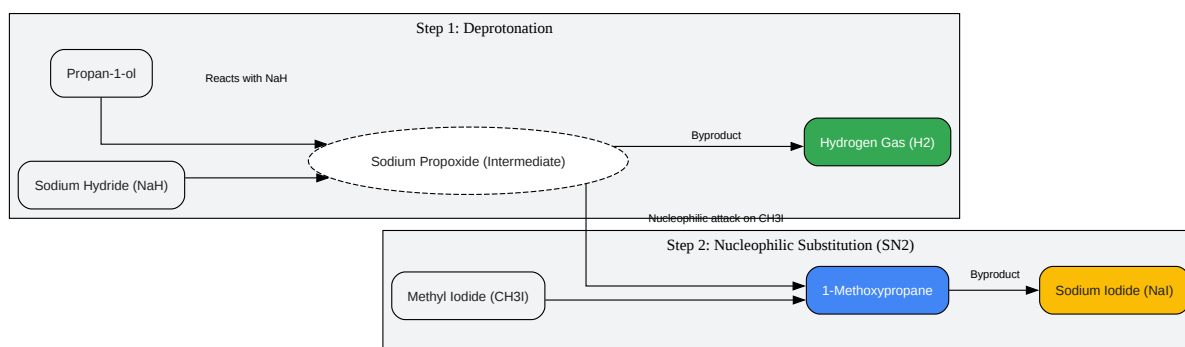 Step 1: Deprotonation
Propan-1-ol
Reacts with NaH
Byproduct
Hydrogen Gas (H2)
Sodium Propoxide (Intermediate)
Sodium Hydride (NaH)
Nucleophilic attack on CH3I
Step 2: Nucleophilic Substitution (SN2)
Methyl Iodide (CH3I)
1-Methoxypropane
Byproduct
Sodium Iodide (NaI)